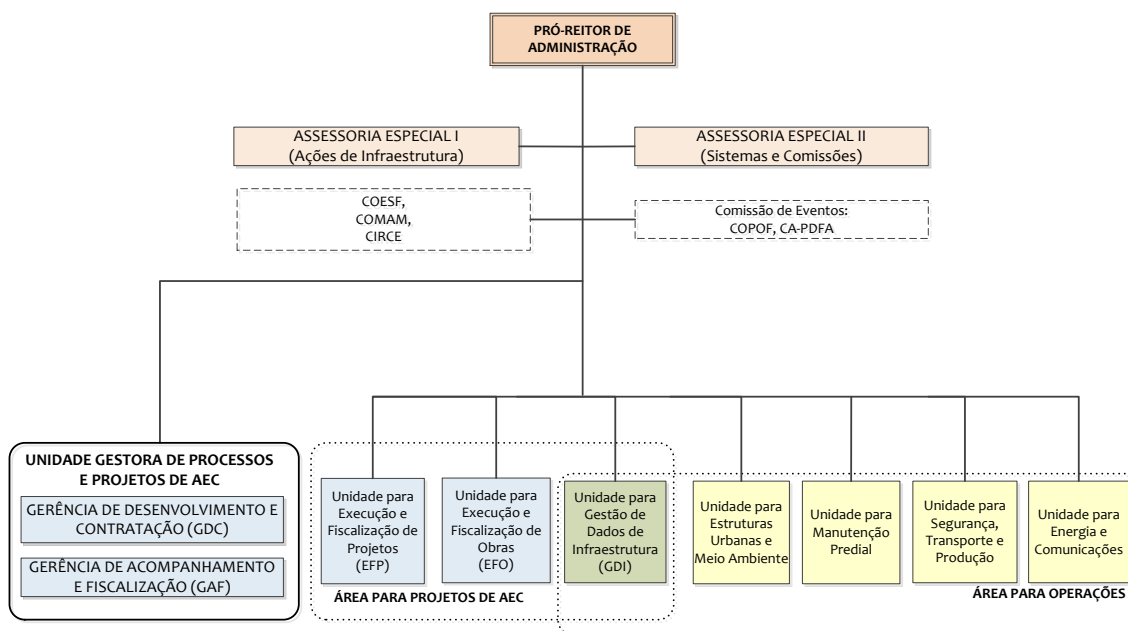 PRÓ-REITOR DE
ADMINISTRAÇÃO
ASSESSORIA ESPECIAL I
(Ações de Infraestrutura)
ASSESSORIA ESPECIAL II
(Sistemas e Comissões)
COESF,
COMAM,
CIRCE
Comissão de Eventos:
COPOF, CA-PDFA
UNIDADE GESTORA DE PROCESSOS
E PROJETOS DE AEC
GERÊNCIA DE DESENVOLVIMENTO E
CONTRATAÇÃO (GDC)
GERÊNCIA DE ACOMPANHAMENTO
E FISCALIZAÇÃO (GAF)
Unidade para
Execução e
Fiscalização de
Projetos
(EFP)
Unidade para
Execução e
Fiscalização de
Obras
(EFO)
Unidade para
Gestão de
Dados de
Infraestrutura
(GDI)
Unidade para
Estruturas
Urbanas e
Meio Ambiente
Unidade para
Manutenção
Predial
Unidade para
Segurança,
Transporte e
Produção
Unidade para
Energia e
Comunicações
ÁREA PARA PROJETOS DE AEC
ÁREA PARA OPERAÇÕES